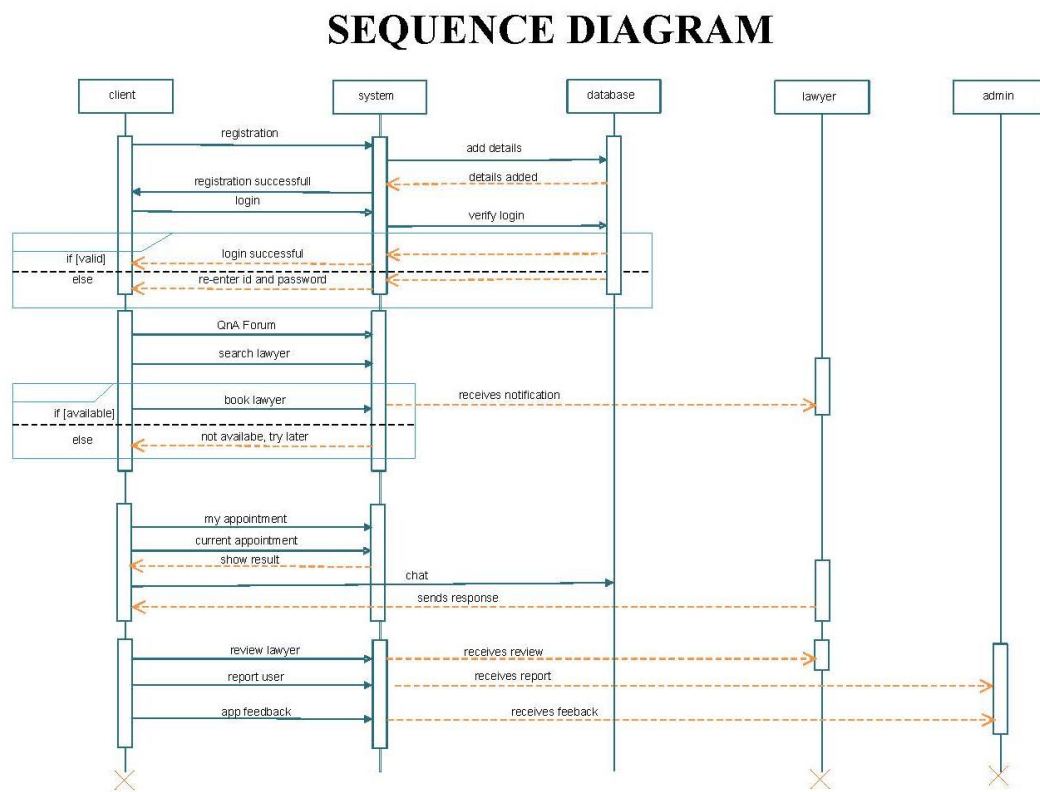 SEQUENCE DIAGRAM
client
system
database
lawyer
admin
registration
add details
details added
registration successfull
login
verify login
if [valid]
login successful
else
re-enter id and password
QnA Forum
search lawyer
receives notification
book lawyer
if [available]
else
not availabe, try later
my appointment
current appointment
show result
chat
sends response
review lawyer
receives review
report user
receives report
app feedback
receives feeback